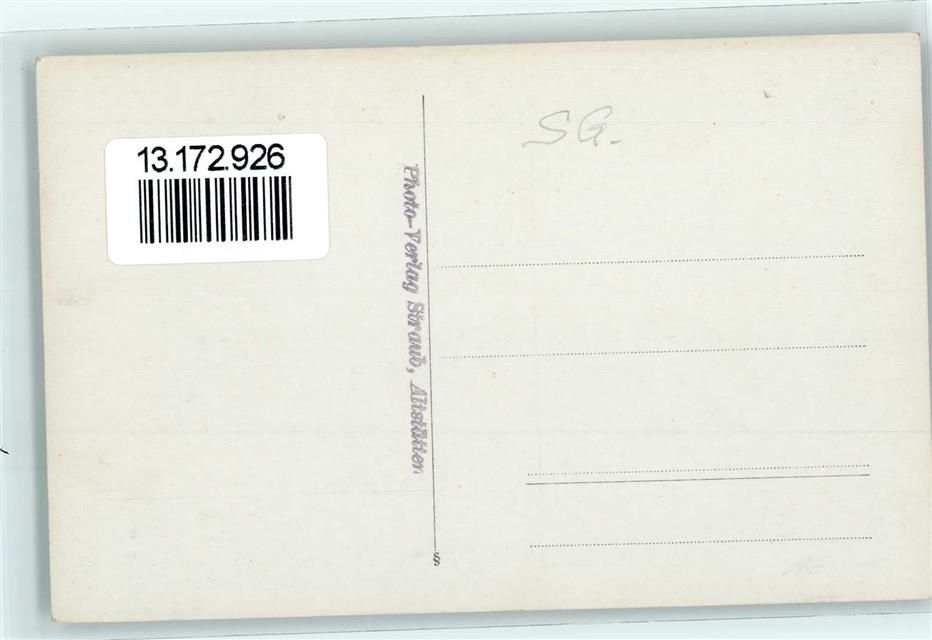 13.172.926
SG.
Photo-Verlag Straub, Altstätten
§